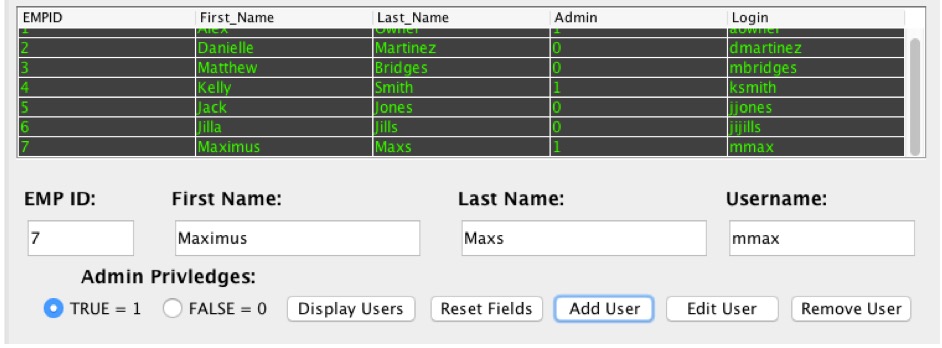 EMPID First_Name Last_Name Admin Login
1 Alex Owner 1 aowner
2 Danielle Martinez 0 dmartinez
3 Matthew Bridges 0 mbridges
4 Kelly Smith 1 ksmith
5 Jack Jones 0 jjones
6 Jilla Jills 0 jijills
7 Maximus Maxs 1 mmax
EMP ID: First Name: Last Name: Username:
7 Maximus Maxs mmax
Admin Privledges:
TRUE = 1 FALSE = 0 Display Users Reset Fields Add User Edit User Remove User